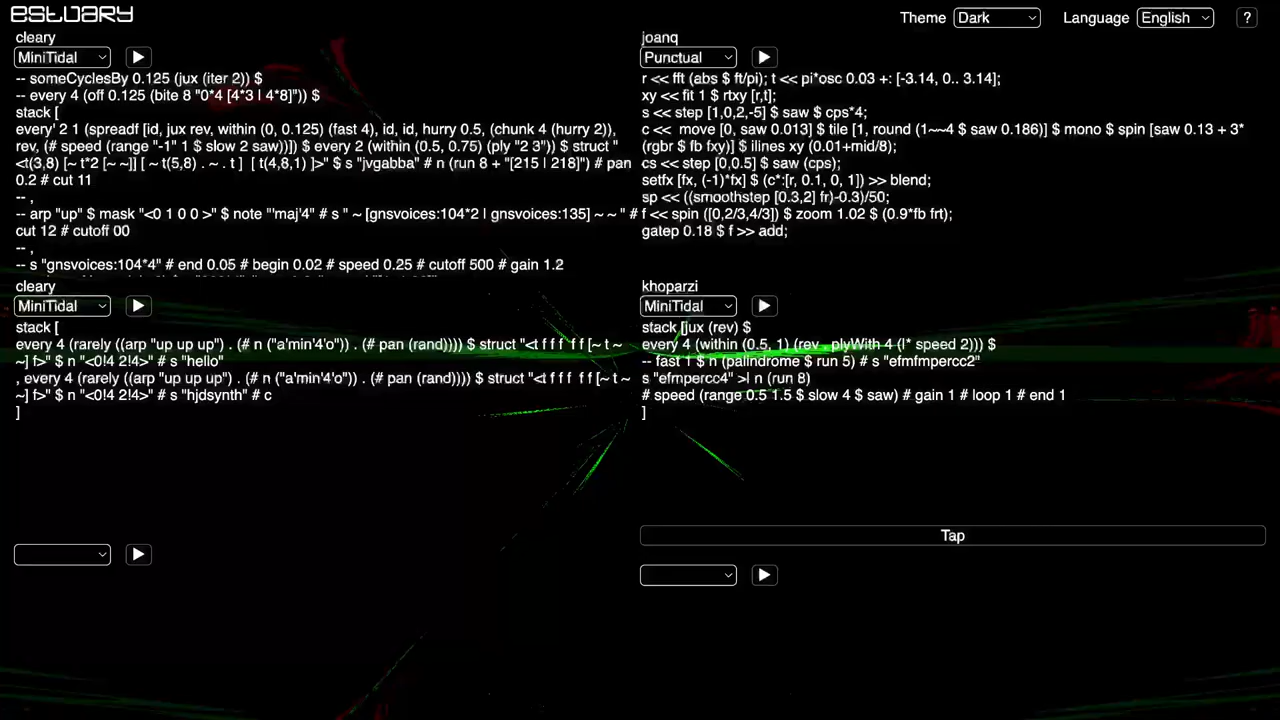 estuary
Theme Dark Language English ?
cleary
MiniTidal
-- someCyclesBy 0.125 (jux (iter 2)) $
-- every 4 (off 0.125 (bite 8 "0*4 [4*3 | 4*8]")) $
stack [
every' 2 1 (spreadf [id, jux rev, within (0, 0.125) (fast 4), id, id, hurry 0.5, (chunk 4 (hurry 2)),
rev, (# speed (range "-1" 1 $ slow 2 saw))]) $ every 2 (within (0.5, 0.75) (ply "2 3")) $ struct "
<t(3,8) [~ t*2 [~ ~]] [ ~ t(5,8) . ~ . t ] [ t(4,8,1) ]>" $ s "jvgabba" # n (run 8 + "[215 | 218]") # pan
0.2 # cut 11
-- ,
-- arp "up" $ mask "<0 1 0 0 >" $ note "'maj'4" # s " ~ [gnsvoices:104*2 | gnsvoices:135] ~ ~ " #
cut 12 # cutoff 00
-- ,
-- s "gnsvoices:104*4" # end 0.05 # begin 0.02 # speed 0.25 # cutoff 500 # gain 1.2
joanq
Punctual
r << fft (abs $ ft/pi); t << pi*osc 0.03 +: [-3.14, 0.. 3.14];
xy << fit 1 $ rtxy [r,t];
s << step [1,0,2,-5] $ saw $ cps*4;
c << move [0, saw 0.013] $ tile [1, round (1~~4 $ saw 0.186)] $ mono $ spin [saw 0.13 + 3*
(rgbr $ fb fxy)] $ ilines xy (0.01+mid/8);
cs << step [0,0.5] $ saw (cps);
setfx [fx, (-1)*fx] $ (c*:[r, 0.1, 0, 1]) >> blend;
sp << ((smoothstep [0.3,2] fr)-0.3)/50;
f << spin ([0,2/3,4/3]) $ zoom 1.02 $ (0.9*fb frt);
gatep 0.18 $ f >> add;
cleary
MiniTidal
stack [
every 4 (rarely ((arp "up up up") . (# n ("a'min'4'o")) . (# pan (rand)))) $ struct "<t f f f f f [~ t ~
~] f>" $ n "<0!4 2!4>" # s "hello"
, every 4 (rarely ((arp "up up up") . (# n ("a'min'4'o")) . (# pan (rand)))) $ struct "<t f f f f f [~ t ~
~] f>" $ n "<0!4 2!4>" # s "hjdsynth" # c
]
khoparzi
MiniTidal
stack [jux (rev) $
every 4 (within (0.5, 1) (rev . plyWith 4 (|* speed 2))) $
-- fast 1 $ n (palindrome $ run 5) # s "efmfmpercc2"
s "efmpercc4" >| n (run 8)
# speed (range 0.5 1.5 $ slow 4 $ saw) # gain 1 # loop 1 # end 1
]
Tap